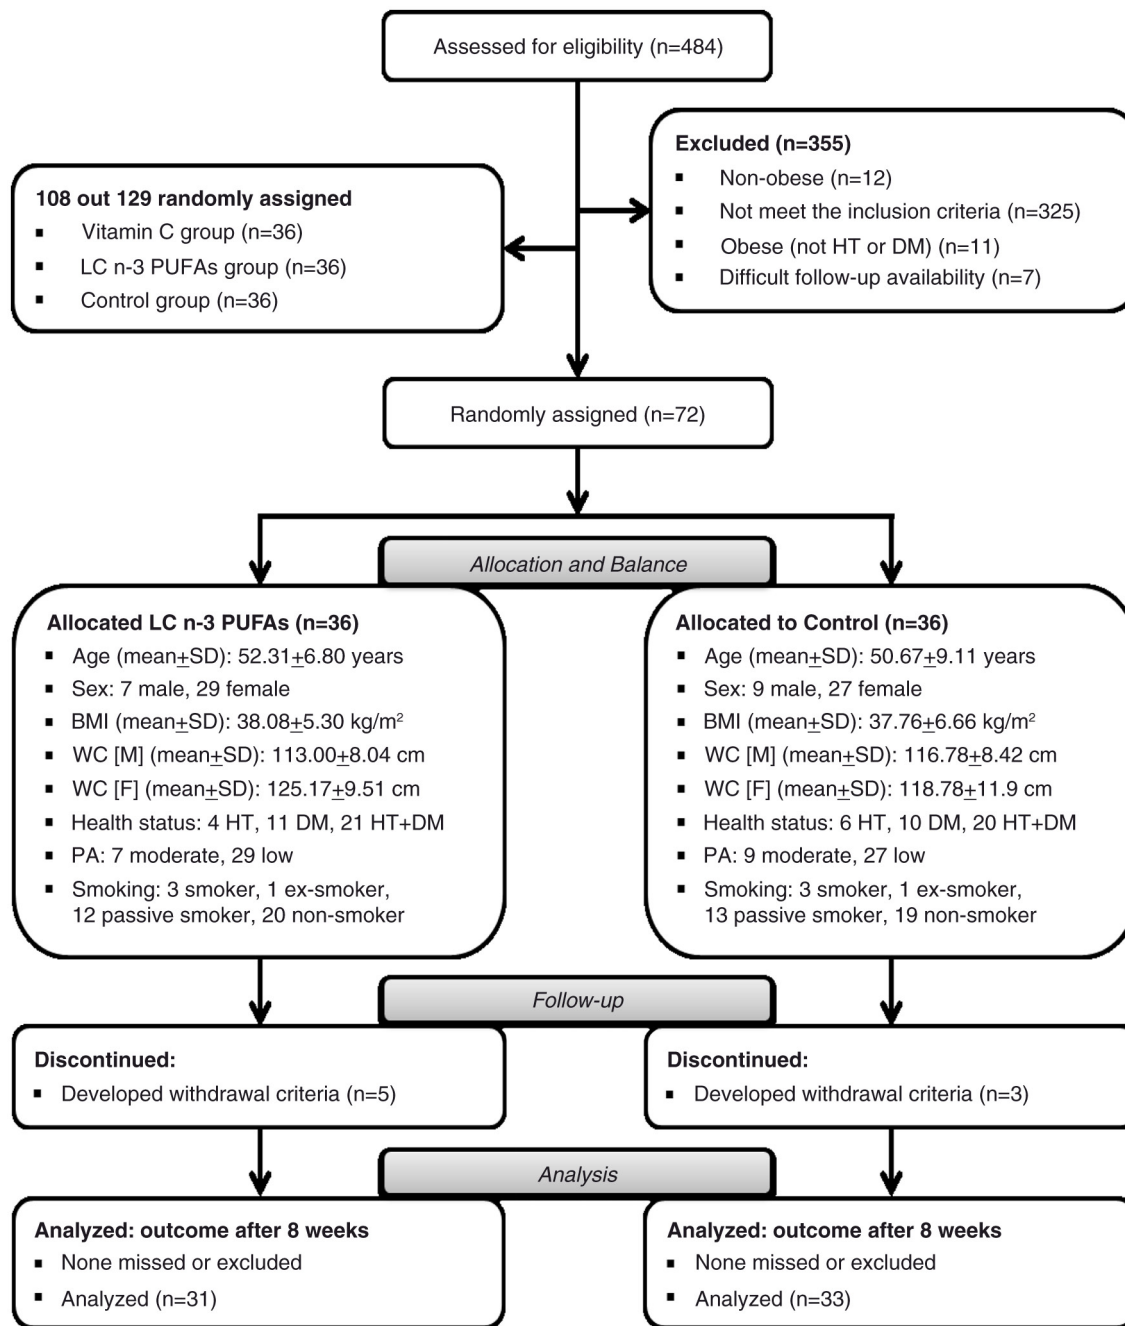 Assessed for eligibility (n=484)
Excluded (n=355)
▪ Non-obese (n=12)
▪ Not meet the inclusion criteria (n=325)
▪ Obese (not HT or DM) (n=11)
▪ Difficult follow-up availability (n=7)
108 out 129 randomly assigned
▪ Vitamin C group (n=36)
▪ LC n-3 PUFAs group (n=36)
▪ Control group (n=36)
Randomly assigned (n=72)
Allocation and Balance
Allocated LC n-3 PUFAs (n=36)
▪ Age (mean±SD): 52.31±6.80 years
▪ Sex: 7 male, 29 female
▪ BMI (mean±SD): 38.08±5.30 kg/m²
▪ WC [M] (mean±SD): 113.00±8.04 cm
▪ WC [F] (mean±SD): 125.17±9.51 cm
▪ Health status: 4 HT, 11 DM, 21 HT+DM
▪ PA: 7 moderate, 29 low
▪ Smoking: 3 smoker, 1 ex-smoker,
12 passive smoker, 20 non-smoker
Allocated to Control (n=36)
▪ Age (mean±SD): 50.67±9.11 years
▪ Sex: 9 male, 27 female
▪ BMI (mean±SD): 37.76±6.66 kg/m²
▪ WC [M] (mean±SD): 116.78±8.42 cm
▪ WC [F] (mean±SD): 118.78±11.9 cm
▪ Health status: 6 HT, 10 DM, 20 HT+DM
▪ PA: 9 moderate, 27 low
▪ Smoking: 3 smoker, 1 ex-smoker,
13 passive smoker, 19 non-smoker
Follow-up
Discontinued:
▪ Developed withdrawal criteria (n=5)
Discontinued:
▪ Developed withdrawal criteria (n=3)
Analysis
Analyzed: outcome after 8 weeks
▪ None missed or excluded
▪ Analyzed (n=31)
Analyzed: outcome after 8 weeks
▪ None missed or excluded
▪ Analyzed (n=33)